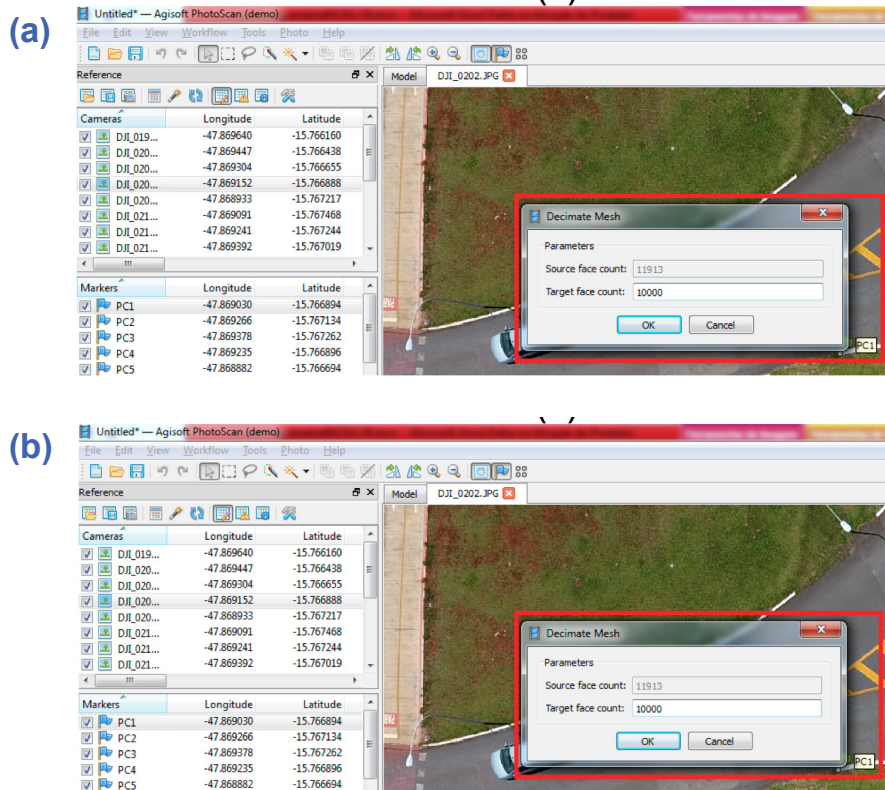 (a)
Untitled* — Agisoft PhotoScan (demo)
File Edit View Workflow Tools Photo Help
Reference
Model DJI_0202.JPG
Cameras Longitude Latitude
DJI_019... -47.869640 -15.766160
DJI_020... -47.869447 -15.766438
DJI_020... -47.869304 -15.766655
DJI_020... -47.869152 -15.766888
DJI_020... -47.868933 -15.767217
DJI_021... -47.869091 -15.767468
DJI_021... -47.869241 -15.767244
DJI_021... -47.869392 -15.767019
Markers Longitude Latitude
PC1 -47.869030 -15.766894
PC2 -47.869266 -15.767134
PC3 -47.869378 -15.767262
PC4 -47.869235 -15.766896
PC5 -47.868882 -15.766694
Decimate Mesh
Parameters
Source face count: 11913
Target face count: 10000
OK Cancel
PC1
(b)
Untitled* — Agisoft PhotoScan (demo)
File Edit View Workflow Tools Photo Help
Reference
Model DJI_0202.JPG
Cameras Longitude Latitude
DJI_019... -47.869640 -15.766160
DJI_020... -47.869447 -15.766438
DJI_020... -47.869304 -15.766655
DJI_020... -47.869152 -15.766888
DJI_020... -47.868933 -15.767217
DJI_021... -47.869091 -15.767468
DJI_021... -47.869241 -15.767244
DJI_021... -47.869392 -15.767019
Markers Longitude Latitude
PC1 -47.869030 -15.766894
PC2 -47.869266 -15.767134
PC3 -47.869378 -15.767262
PC4 -47.869235 -15.766896
PC5 -47.868882 -15.766694
Decimate Mesh
Parameters
Source face count: 11913
Target face count: 10000
OK Cancel
PC1